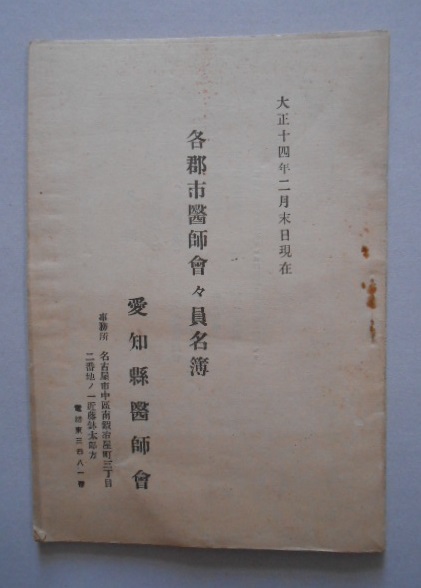 大正十四年二月末日現在
各郡市醫師會々員名簿
愛知縣醫師會
事務所 名古屋市中區南鍛治屋町三丁目
二番地ノ一近藤 太郎方
電話東三 八一番